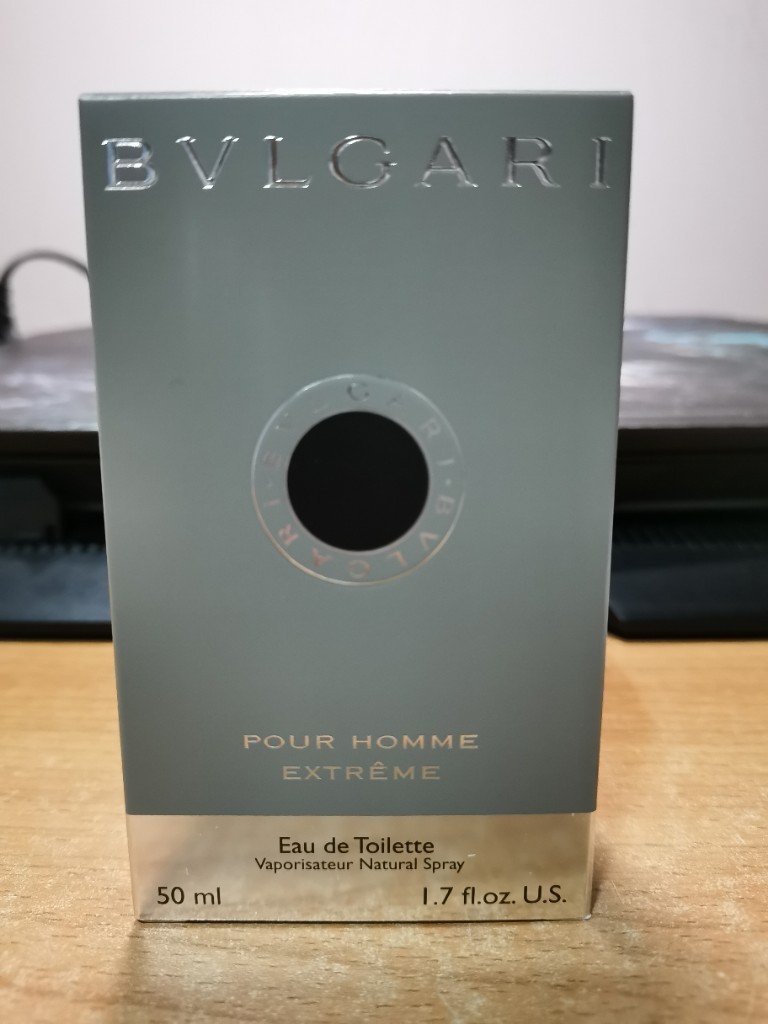 BVLGARI
BVLGARI · BVLGARI ·
POUR HOMME
EXTRÊME
Eau de Toilette
Vaporisateur Natural Spray
50 ml 1.7 fl.oz. U.S.